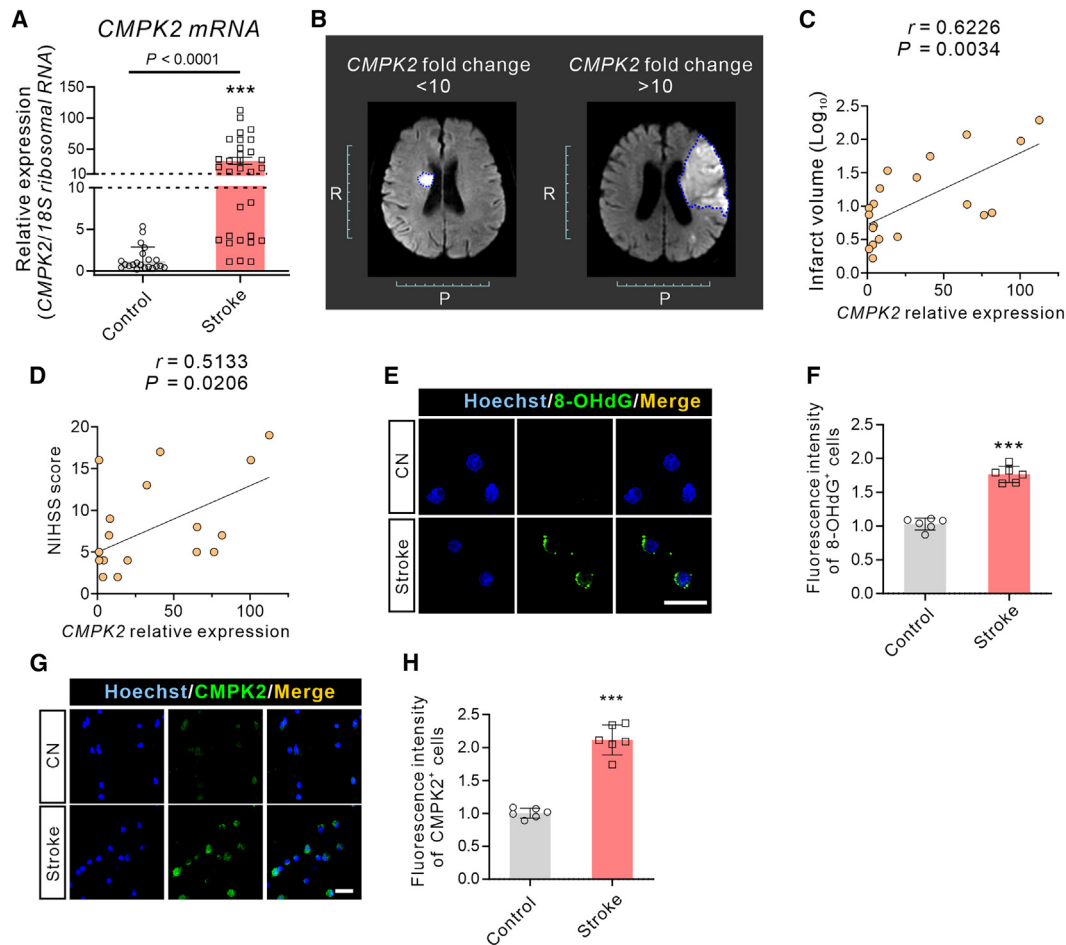 A
CMPK2 mRNA
P < 0.0001
***
Relative expression
(CMPK2/18S ribosomal RNA)
150
100
50
10
10
5
0
Control
Stroke
B
CMPK2 fold change
<10
CMPK2 fold change
>10
R
R
P
P
C
r = 0.6226
P = 0.0034
Infarct volume (Log10)
2.5
2.0
1.5
1.0
0.5
0.0
0
50
100
CMPK2 relative expression
D
r = 0.5133
P = 0.0206
NIHSS score
20
15
10
5
0
0
50
100
CMPK2 relative expression
E
Hoechst/8-OHdG/Merge
CN
Stroke
F
Fluorescence intensity
of 8-OHdG+ cells
2.5
2.0
1.5
1.0
0.5
0.0
***
Control
Stroke
G
Hoechst/CMPK2/Merge
CN
Stroke
H
Fluorescence intensity
of CMPK2+ cells
2.5
2.0
1.5
1.0
0.5
0.0
***
Control
Stroke